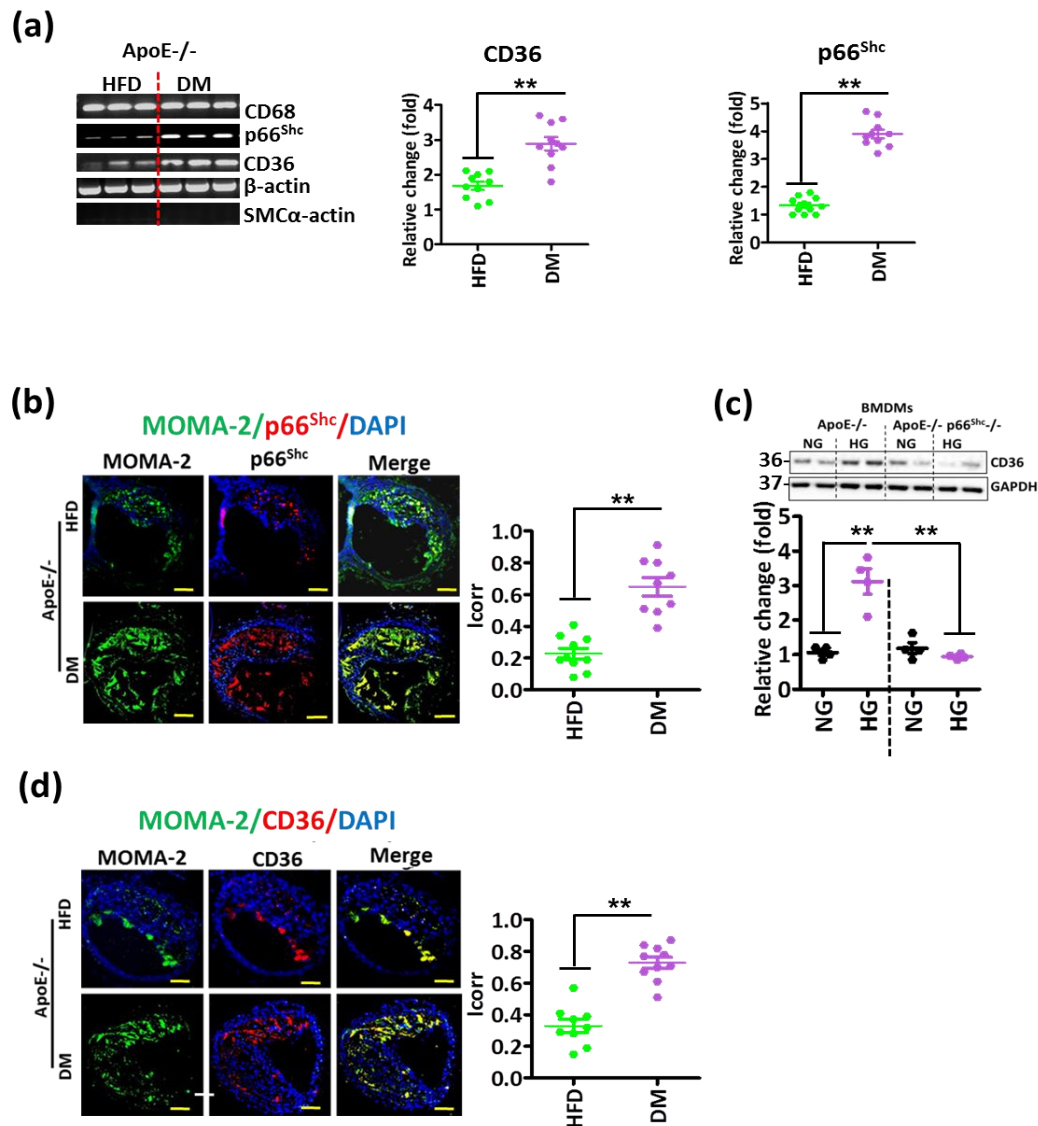 (a)
ApoE-/-
HFD DM
CD68
p66Shc
CD36
β-actin
SMCα-actin
CD36
**
Relative change (fold)
4
3
2
1
0
HFD
DM
p66Shc
**
Relative change (fold)
5
4
3
2
1
0
HFD
DM
(b)
MOMA-2/p66Shc/DAPI
MOMA-2 p66Shc Merge
ApoE-/-
HFD
DM
**
Icorr
1.0
0.8
0.6
0.4
0.2
0.0
HFD
DM
(c)
BMDMs
ApoE-/- ApoE-/- p66Shc-/-
NG HG NG HG
36 CD36
37 GAPDH
Relative change (fold)
5
4
3
2
1
0
** **
NG
HG
NG
HG
(d)
MOMA-2/CD36/DAPI
MOMA-2 CD36 Merge
ApoE-/-
HFD
DM
**
Icorr
1.0
0.8
0.6
0.4
0.2
0.0
HFD
DM